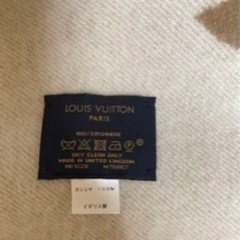 LOUIS VUITTON
PARIS
100% CASHMERE
DRY CLEAN ONLY
MADE IN UNITED KINGDOM
カシミヤ 100%
イギリス製